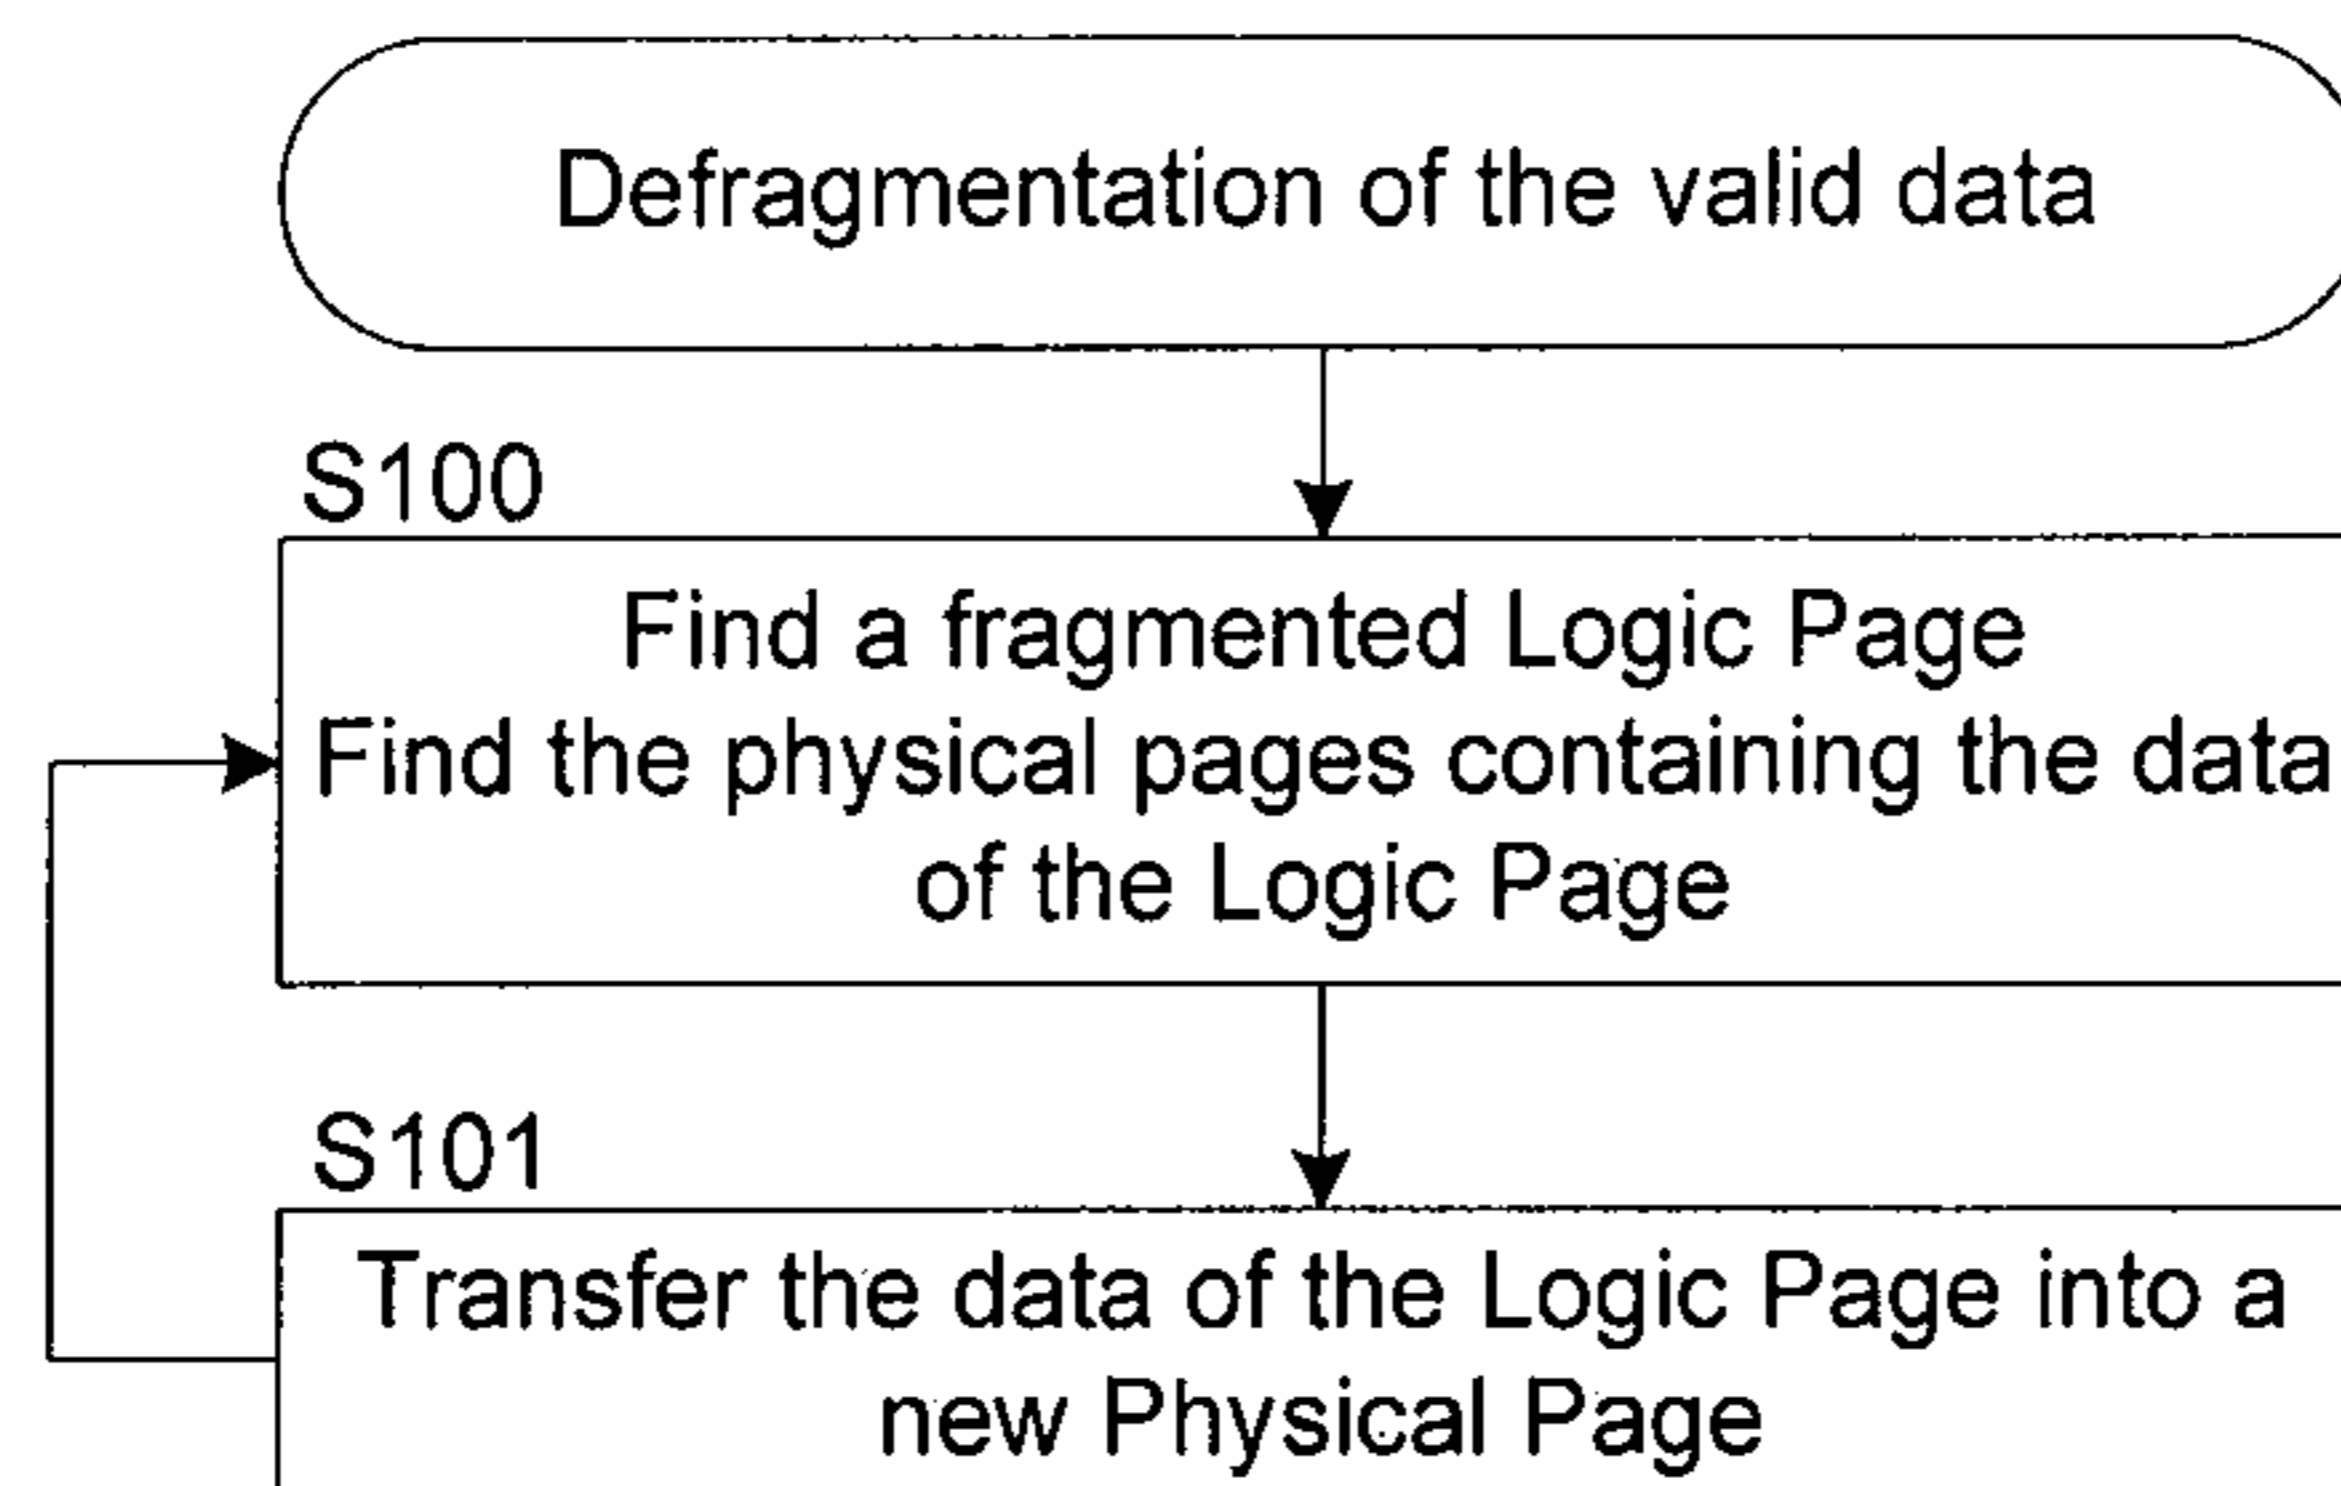 Defragmentation of the valid data
S100
Find a fragmented Logic Page
Find the physical pages containing the data
of the Logic Page
S101
Transfer the data of the Logic Page into a
new Physical Page